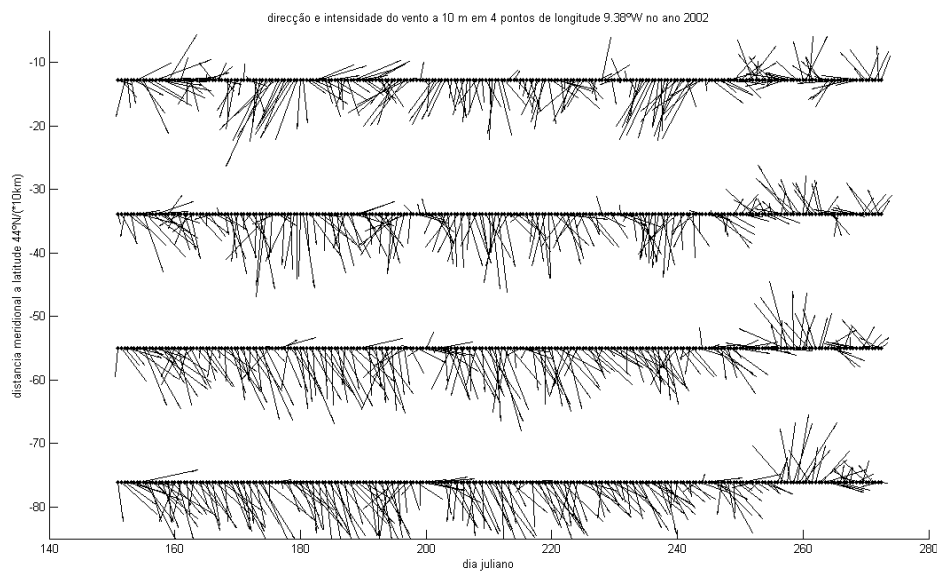 direcção e intensidade do vento a 10 m em 4 pontos de longitude 9.38ºW no ano 2002
distancia meridional a latitude 44ºN/(*10km)
-10
-20
-30
-40
-50
-60
-70
-80
140 160 180 200 220 240 260 280
dia juliano